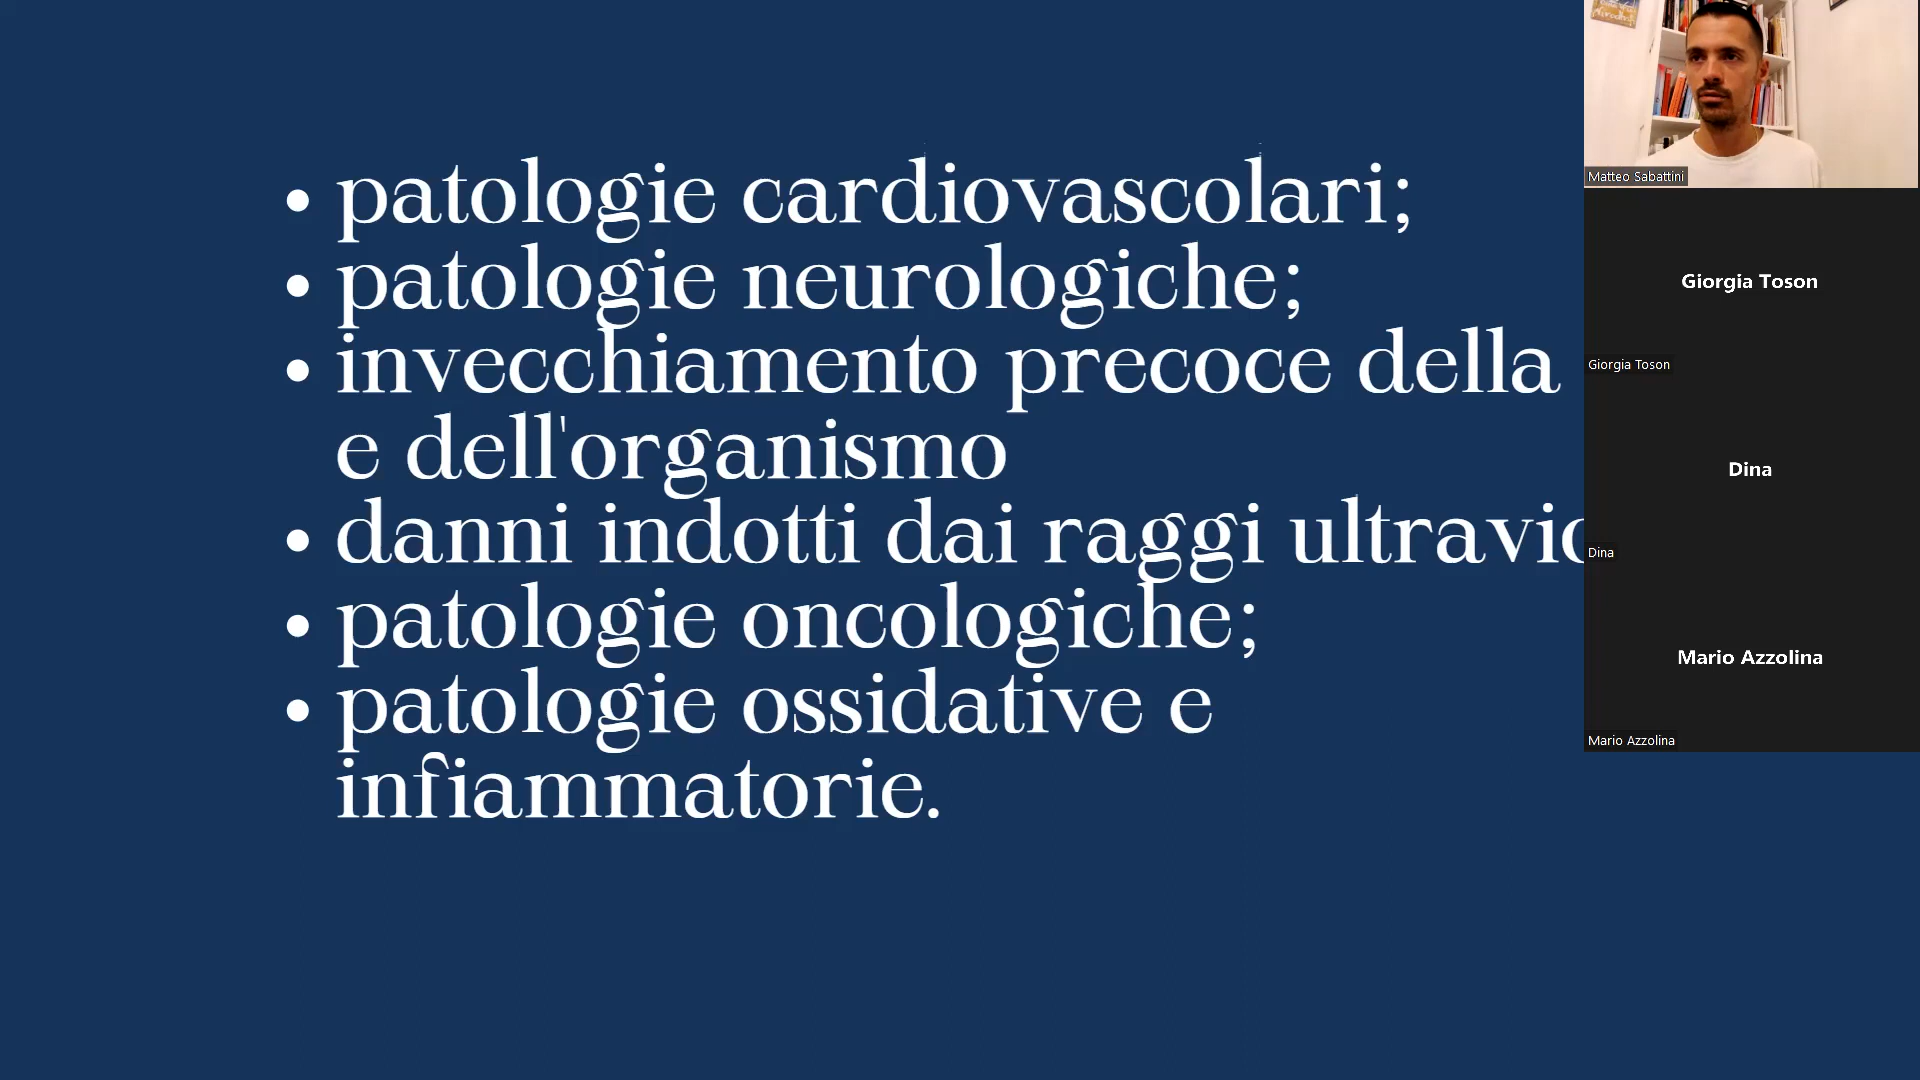 • patologie cardiovascolari;
• patologie neurologiche;
• invecchiamento precoce della
e dell'organismo
• danni indotti dai raggi
• patologie oncologiche;
• patologie ossidative e
infiammatorie.
Matteo Sabattini
Giorgia Toson
Giorgia Toson
Dina
Dina
Mario Azzolina
Mario Azzolina